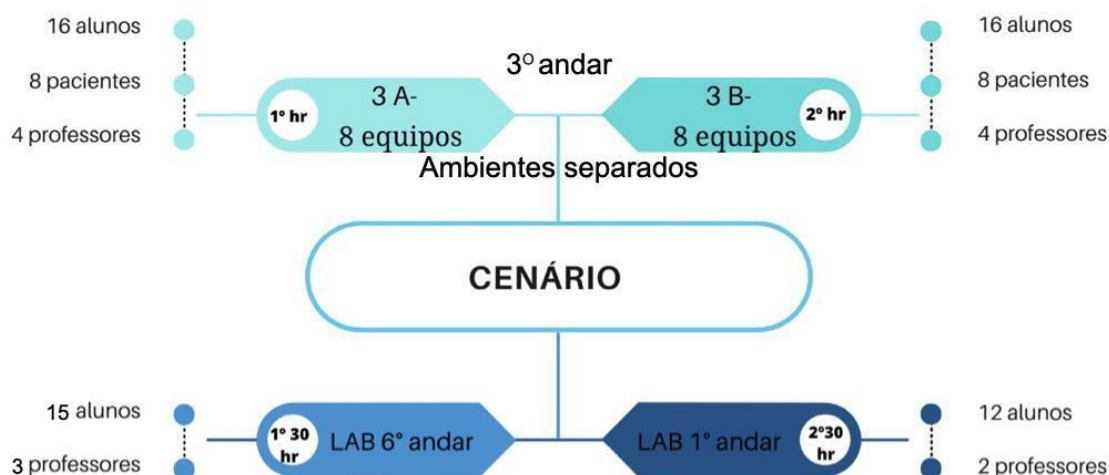 16 alunos
8 pacientes
4 professores
1º hr
3 A-
8 equipos
3º andar
3 B-
8 equipos
2º hr
16 alunos
8 pacientes
4 professores
Ambientes separados
CENÁRIO
15 alunos
3 professores
1º 30
hr
LAB 6° andar
LAB 1° andar
2º30
hr
12 alunos
2 professores